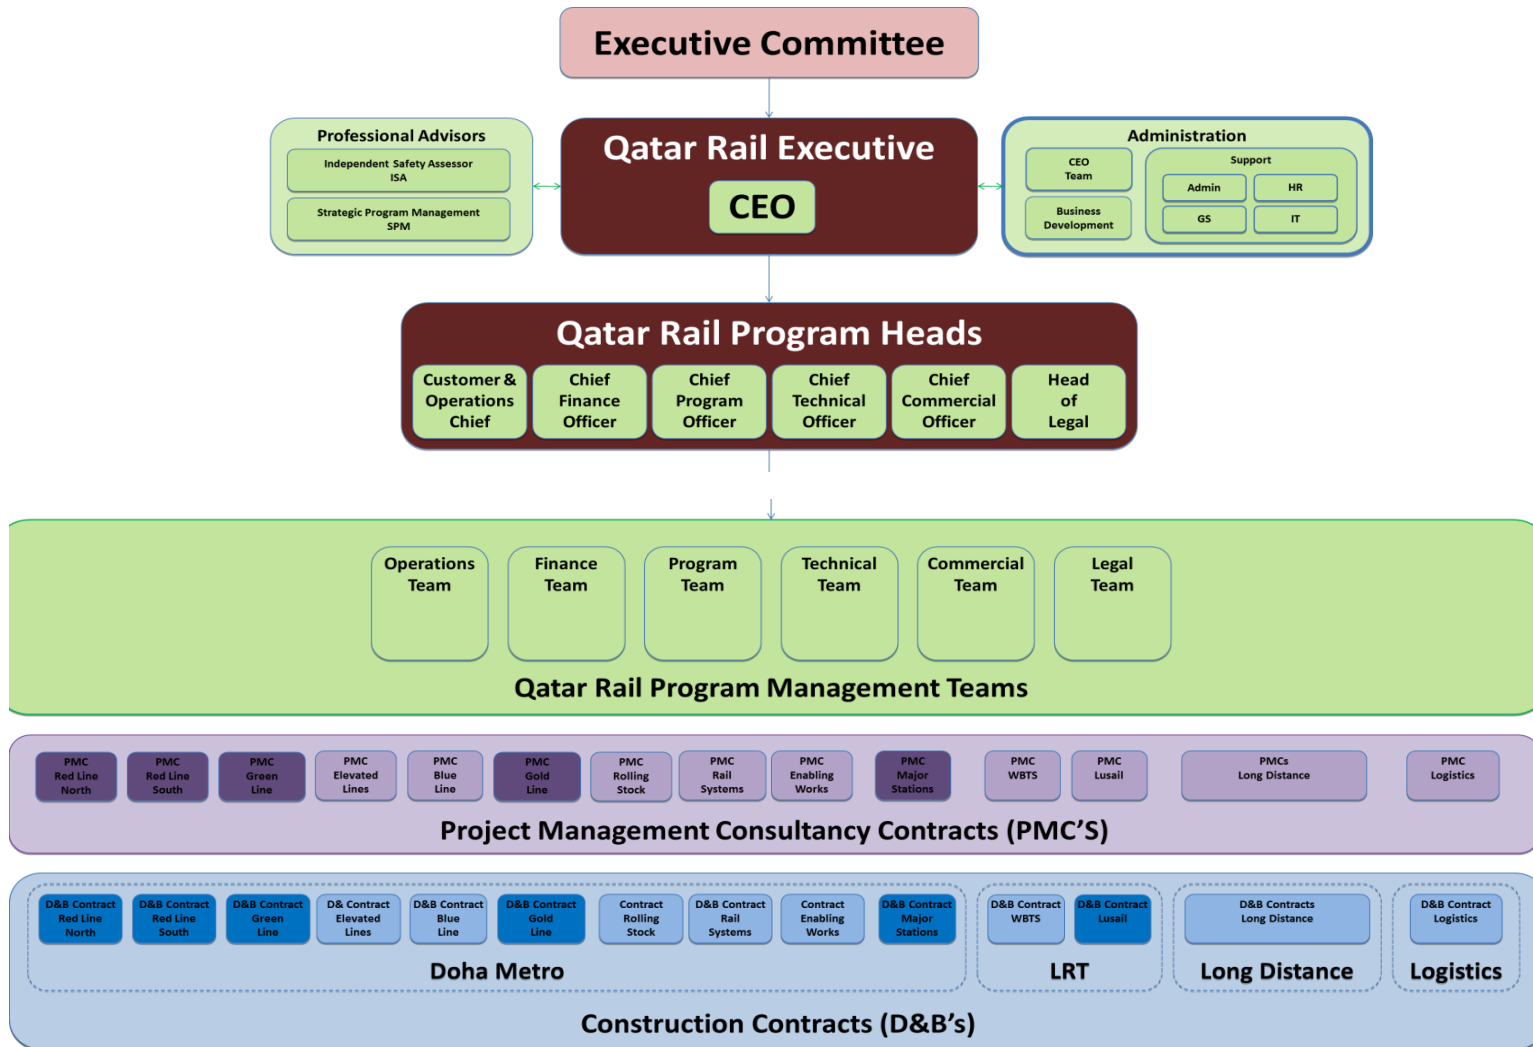 Executive Committee
Professional Advisors
Independent Safety Assessor
ISA
Strategic Program Management
SPM
Qatar Rail Executive
CEO
Administration
CEO
Team
Business
Development
Support
Admin
HR
GS
IT
Qatar Rail Program Heads
Customer &
Operations
Chief
Chief
Finance
Officer
Chief
Program
Officer
Chief
Technical
Officer
Chief
Commercial
Officer
Head
of
Legal
Operations
Team
Finance
Team
Program
Team
Technical
Team
Commercial
Team
Legal
Team
Qatar Rail Program Management Teams
PMC
Red Line
North
PMC
Red Line
South
PMC
Green
Line
PMC
Elevated
Lines
PMC
Blue
Line
PMC
Gold
Line
PMC
Rolling
Stock
PMC
Rail
Systems
PMC
Enabling
Works
PMC
Major
Stations
PMC
WBTS
PMC
Lusail
PMCs
Long Distance
PMC
Logistics
Project Management Consultancy Contracts (PMC'S)
D&B Contract
Red Line
North
D&B Contract
Red Line
South
D&B Contract
Green
Line
D& Contract
Elevated
Lines
D&B Contract
Blue
Line
D&B Contract
Gold
Line
Contract
Rolling
Stock
D&B Contract
Rail
Systems
Contract
Enabling
Works
D&B Contract
Major
Stations
Doha Metro
D&B Contract
WBTS
D&B Contract
Lusail
LRT
D&B Contracts
Long Distance
Long Distance
D&B Contract
Logistics
Logistics
Construction Contracts (D&B's)